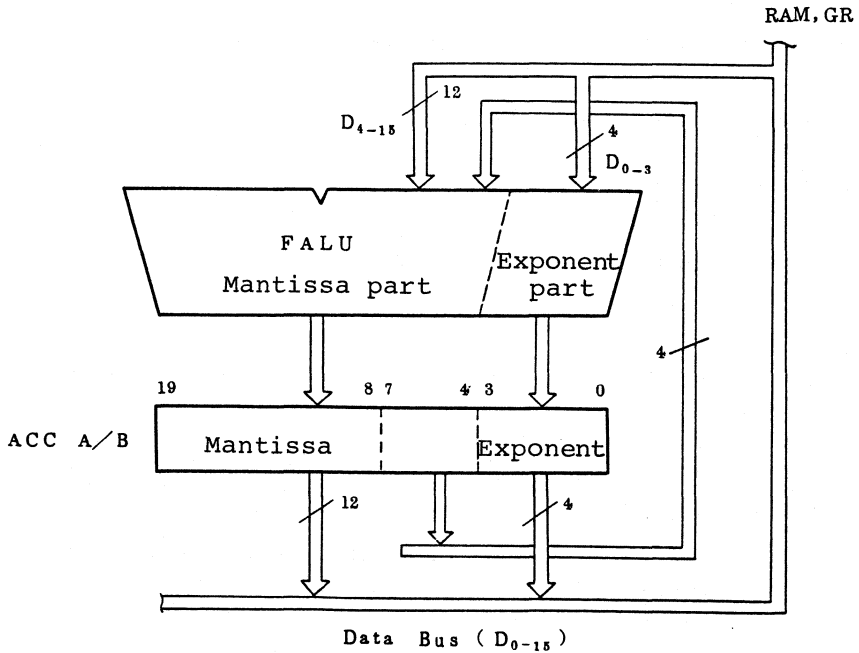 RAM, GR
12
D4-15
4
D0-3
FALU
Mantissa part
Exponent part
4
19 8 7 4 3 0
ACC A/B
Mantissa
Exponent
12
4
Data Bus (D0-15)